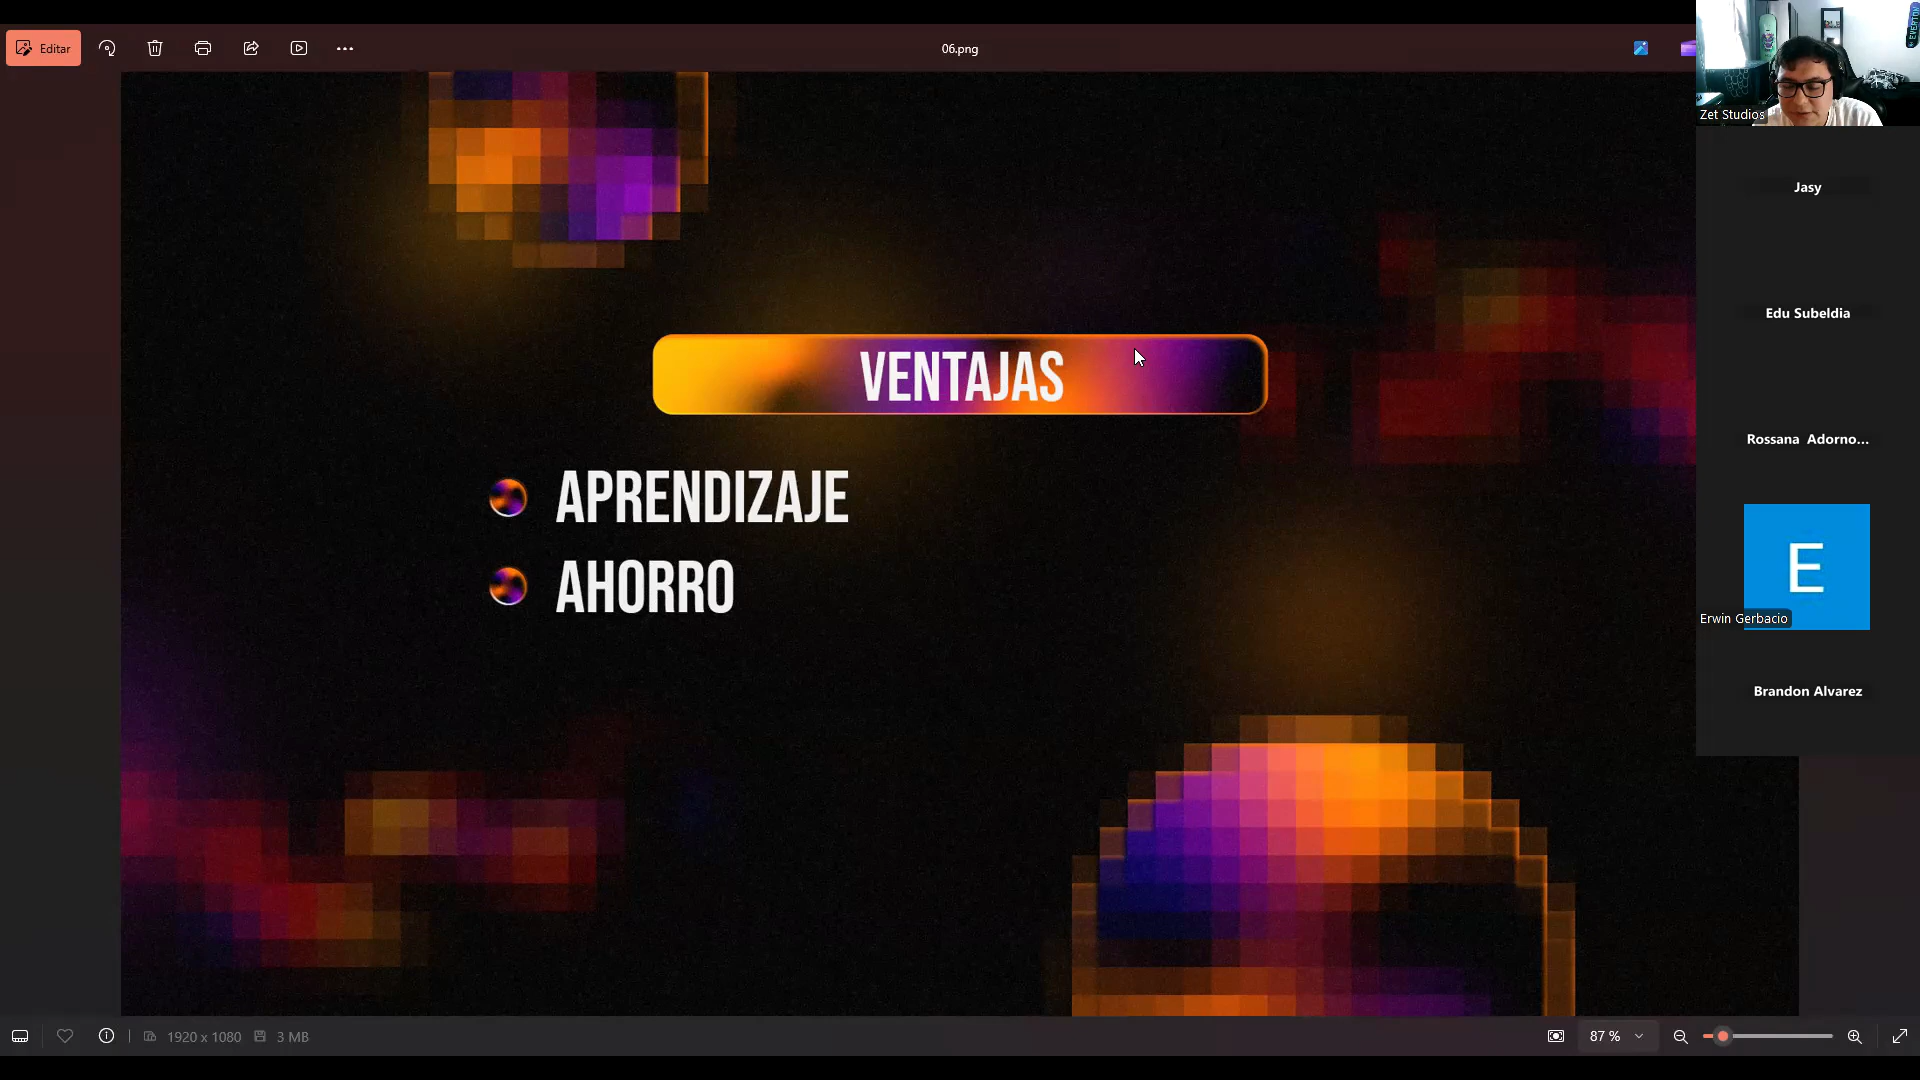 Editar
06.png
EVERTON
Zet Studios
Jasy
Edu Subeldia
VENTAJAS
Rossana Adorno...
APRENDIZAJE
AHORRO
E
Erwin Gerbacio
Brandon Alvarez
1920 x 1080
3 MB
87 %